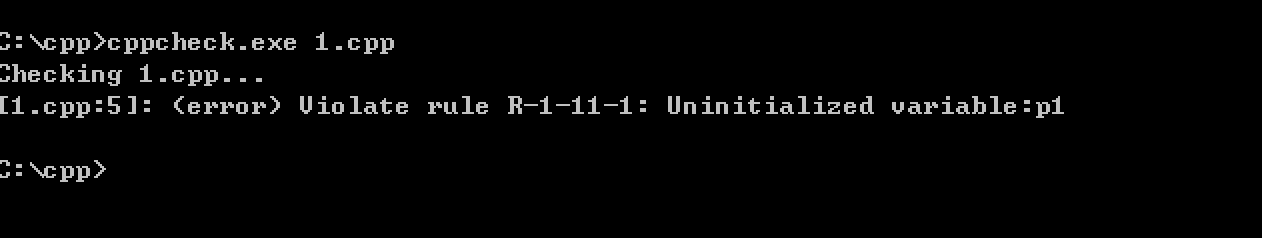 C:\cpp>cppcheck.exe 1.cpp
Checking 1.cpp...
[1.cpp:5]: (error) Violate rule R-1-11-1: Uninitialized variable:p1
C:\cpp>